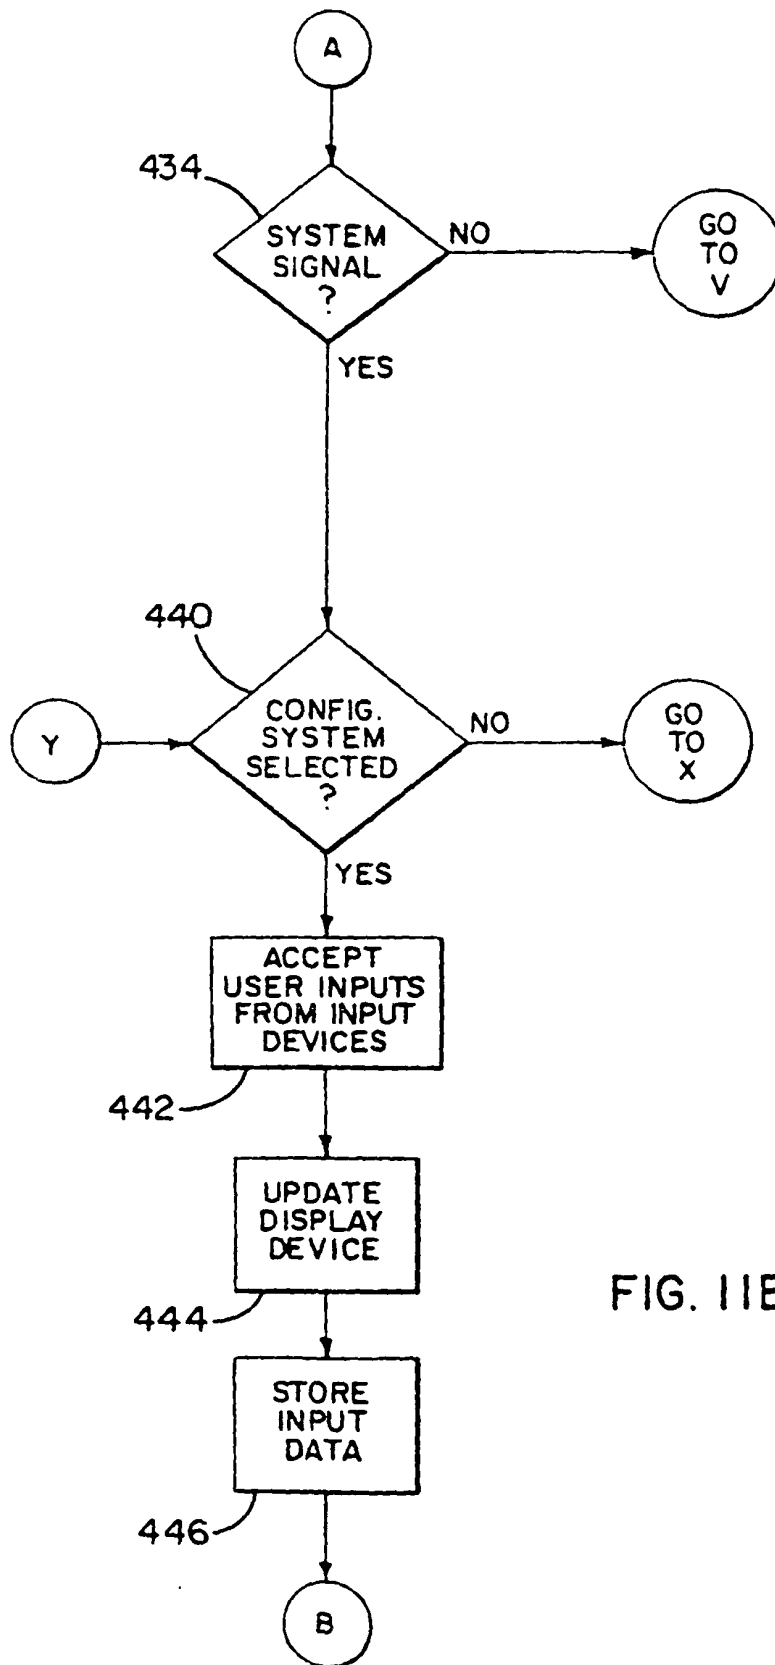 A
434
SYSTEM
SIGNAL
?
NO
GO
TO
V
YES
440
Y
CONFIG.
SYSTEM
SELECTED
?
NO
GO
TO
X
YES
ACCEPT
USER INPUTS
FROM INPUT
DEVICES
442
UPDATE
DISPLAY
DEVICE
444
FIG. 11B
STORE
INPUT
DATA
446
B